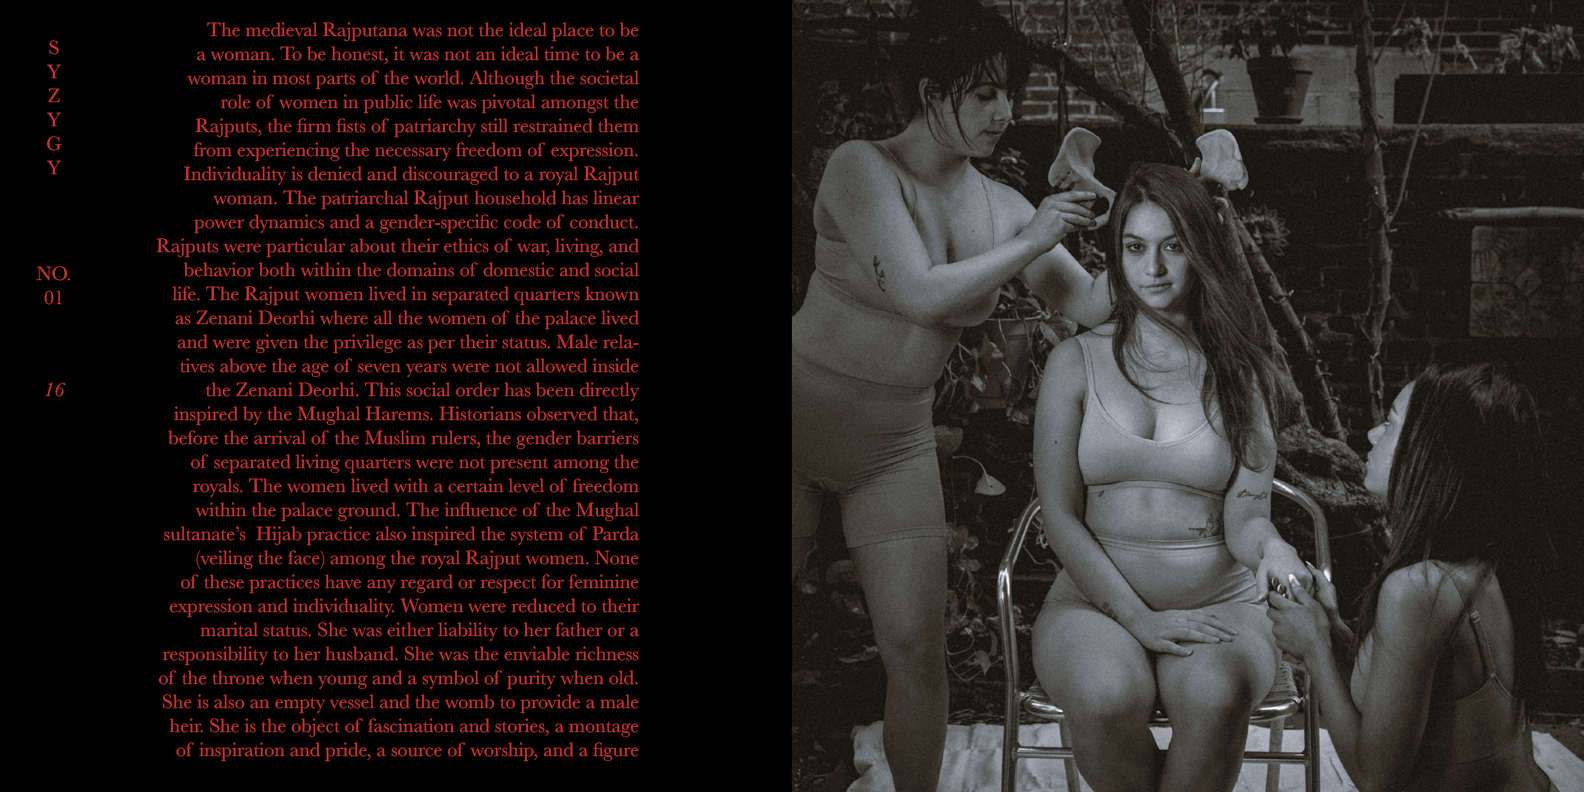 S
Y
Z
Y
G
Y
NO.
01
16
The medieval Rajputana was not the ideal place to be
a woman. To be honest, it was not an ideal time to be a
woman in most parts of the world. Although the societal
role of women in public life was pivotal amongst the
Rajputs, the firm fists of patriarchy still restrained them
from experiencing the necessary freedom of expression.
Individuality is denied and discouraged to a royal Rajput
woman. The patriarchal Rajput household has linear
power dynamics and a gender-specific code of conduct.
Rajputs were particular about their ethics of war, living, and
behavior both within the domains of domestic and social
life. The Rajput women lived in separated quarters known
as Zenani Deorhi where all the women of the palace lived
and were given the privilege as per their status. Male rela-
tives above the age of seven years were not allowed inside
the Zenani Deorhi. This social order has been directly
inspired by the Mughal Harems. Historians observed that,
before the arrival of the Muslim rulers, the gender barriers
of separated living quarters were not present among the
royals. The women lived with a certain level of freedom
within the palace ground. The influence of the Mughal
sultanate's Hijab practice also inspired the system of Parda
(veiling the face) among the royal Rajput women. None
of these practices have any regard or respect for feminine
expression and individuality. Women were reduced to their
marital status. She was either liability to her father or a
responsibility to her husband. She was the enviable richness
of the throne when young and a symbol of purity when old.
She is also an empty vessel and the womb to provide a male
heir. She is the object of fascination and stories, a montage
of inspiration and pride, a source of worship, and a figure